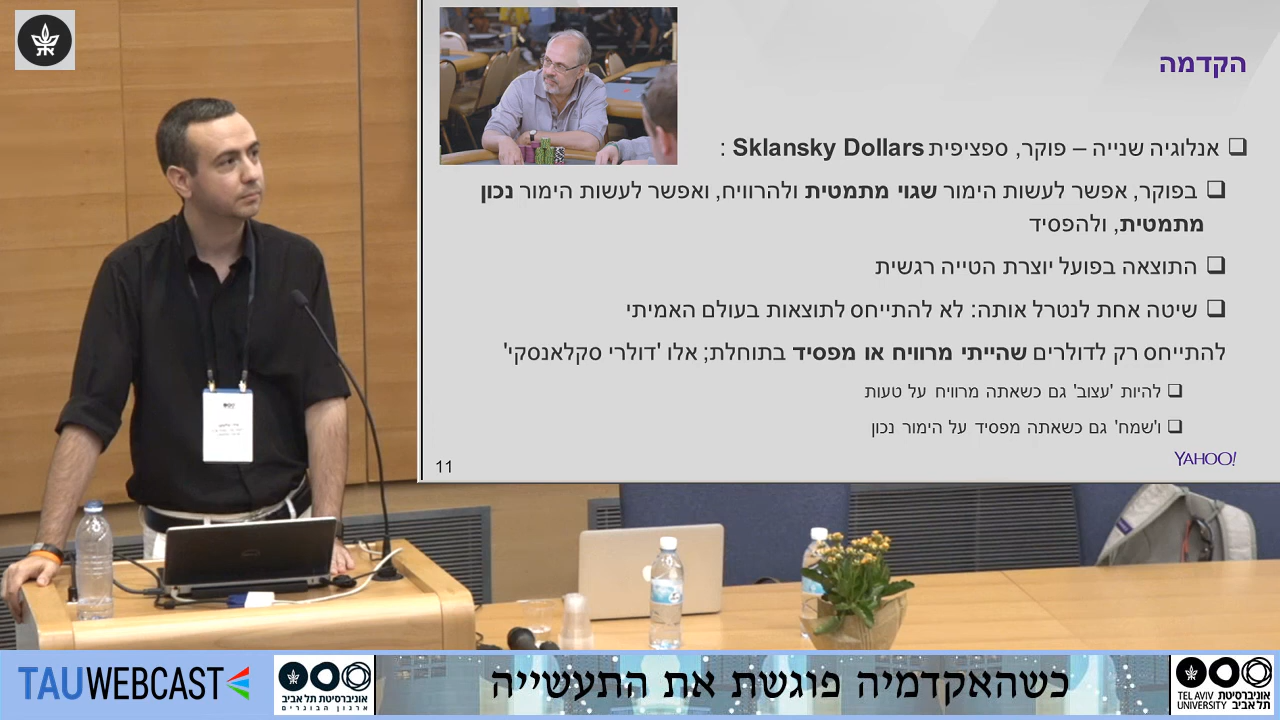 הקדמה
אנלוגיה שנייה – פוקר, ספציפית Sklansky Dollars :
בפוקר, אפשר לעשות הימור שגוי מתמטית ולהרוויח, ואפשר לעשות הימור נכון
מתמטית, ולהפסיד
התוצאה בפועל יוצרת הטייה רגשית
שיטה אחת לנטרל אותה: לא להתייחס לתוצאות בעולם האמיתי
להתייחס רק לדולרים שהייתי מרוויח או מפסיד בתוחלת; אלו 'דולרי סקלאנסקי'
להיות 'עצוב' גם כשאתה מרוויח על טעות
ו'שמח' גם כשאתה מפסיד על הימור נכון
11
YAHOO!
TAUWEBCAST
אוניברסיטת תל אביב
ארגון הבוגרים
כשהאקדמיה פוגשת את התעשייה
TEL AVIV UNIVERSITY
אוניברסיטת תל אביב